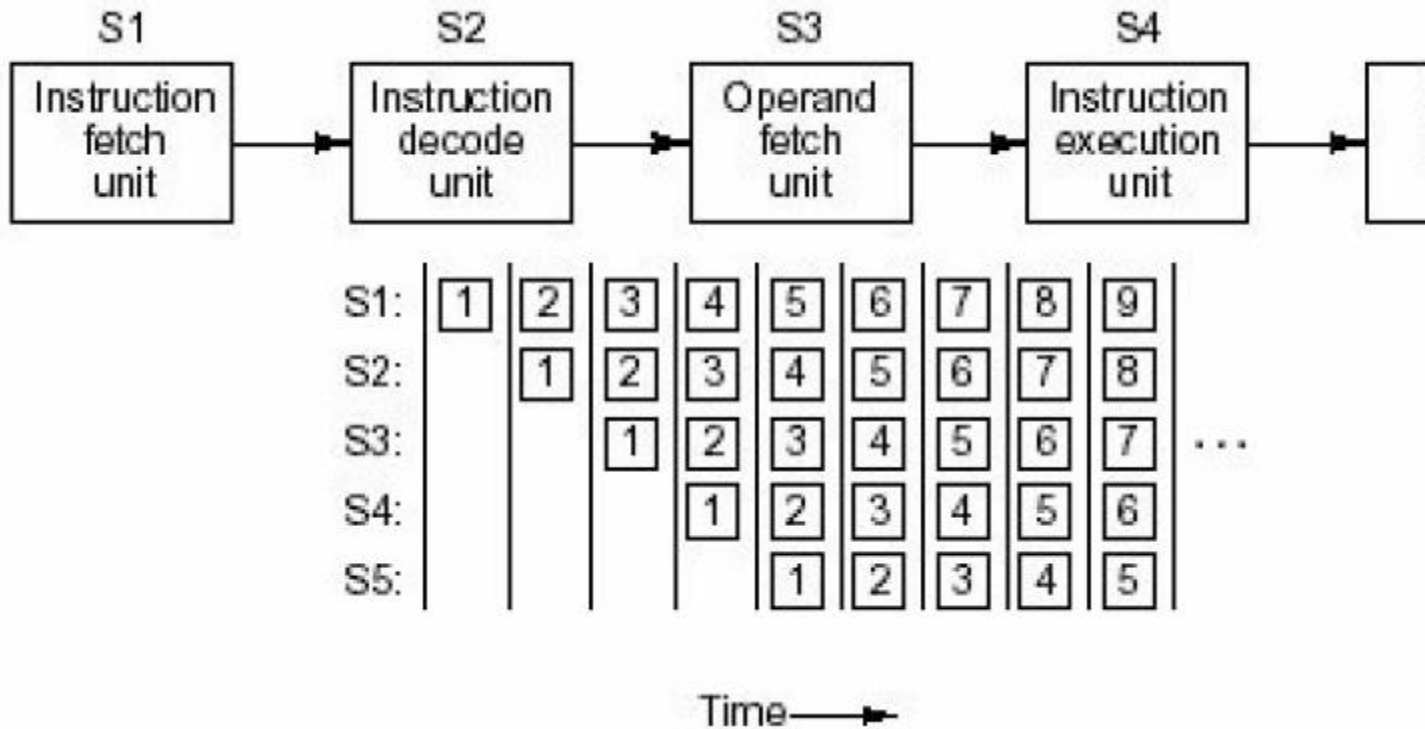 S1 S2 S3 S4
Instruction fetch unit
Instruction decode unit
Operand fetch unit
Instruction execution unit
S1: 1 2 3 4 5 6 7 8 9
S2: 1 2 3 4 5 6 7 8
S3: 1 2 3 4 5 6 7 ...
S4: 1 2 3 4 5 6
S5: 1 2 3 4 5
Time